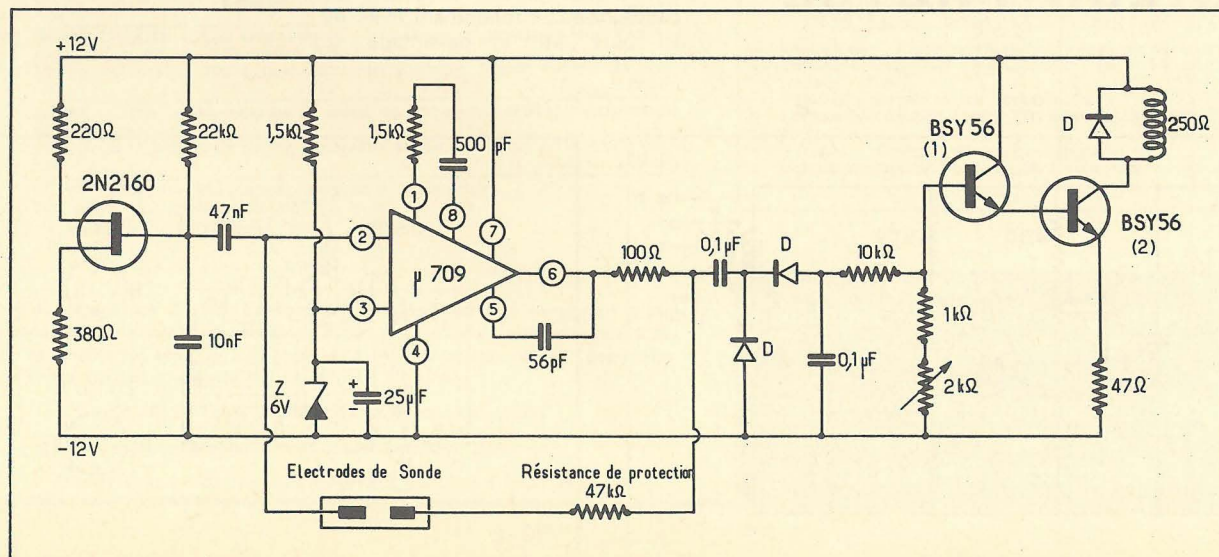 +12V
220Ω
22kΩ
1,5kΩ
1,5kΩ
500 pF
2N2160
47nF
1
8
7
2
3
μ 709
6
5
4
100Ω
56pF
0,1μF
D
10kΩ
BSY 56
(1)
D
250Ω
BSY56
(2)
380Ω
10nF
Z
6V
+
−
25μF
D
0,1μF
1kΩ
2kΩ
47Ω
−12V
Electrodes de Sonde
Résistance de protection
47kΩ